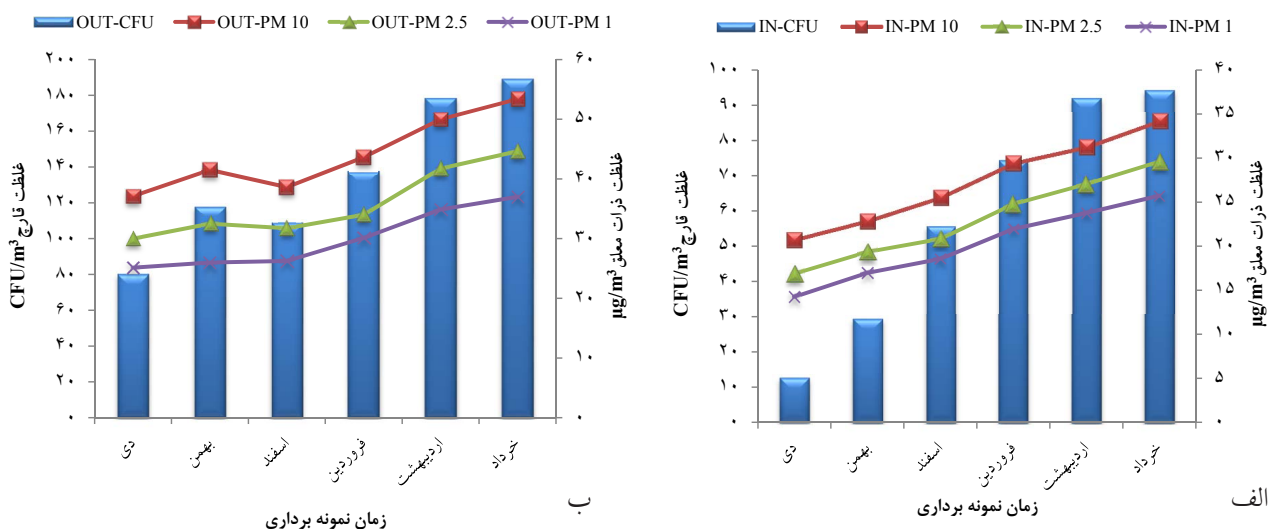 OUT-CFU OUT-PM 10 OUT-PM 2.5 OUT-PM 1
۲۰۰
۱۸۰
۱۶۰
۱۴۰
۱۲۰
۱۰۰
۸۰
۶۰
۴۰
۲۰
۰
غلظت قارچ CFU/m³
۶۰
۵۰
۴۰
۳۰
۲۰
۱۰
۰
غلظت ذرات معلق µg/m³
دی
بهمن
اسفند
فروردین
اردیبهشت
خرداد
زمان نمونه برداری
ب
IN-CFU IN-PM 10 IN-PM 2.5 IN-PM 1
۱۰۰
۹۰
۸۰
۷۰
۶۰
۵۰
۴۰
۳۰
۲۰
۱۰
۰
غلظت قارچ CFU/m³
۴۰
۳۵
۳۰
۲۵
۲۰
۱۵
۱۰
۵
۰
غلظت ذرات معلق µg/m³
دی
بهمن
اسفند
فروردین
اردیبهشت
خرداد
زمان نمونه برداری
الف